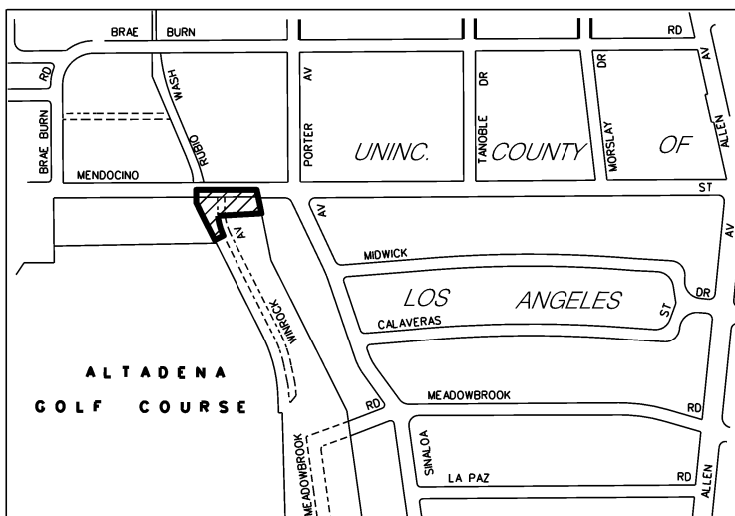 BRAE BURN RD
RD
WASH
AV
DR
DR
AV
BRAE BURN
RUBIO
PORTER
UNINC.
TANOBLE
COUNTY
MORSLAY
OF
ALLEN
MENDOCINO
ST
AV
AV
AV
MIDWICK
WINROCK
LOS ANGELES
ST
DR
CALAVERAS
ALTADENA
GOLF COURSE
MEADOWBROOK
RD
RD
MEADOWBROOK
SINALOA
LA PAZ
RD
ALLEN